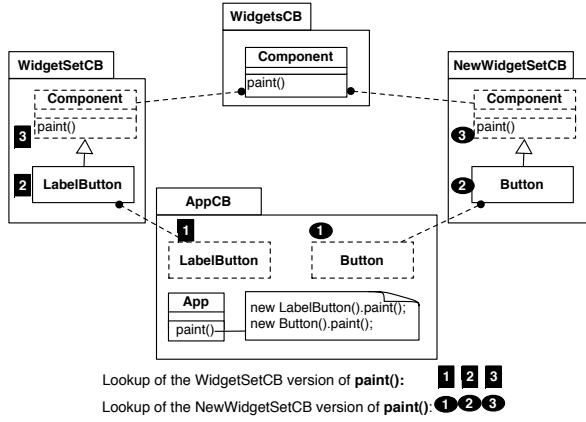 WidgetsCB
Component
paint()
WidgetSetCB
Component
paint()
3
2
LabelButton
NewWidgetSetCB
Component
paint()
3
2
Button
AppCB
1
LabelButton
1
Button
App
paint()
new LabelButton().paint();
new Button().paint();
Lookup of the WidgetSetCB version of paint(): 1 2 3
Lookup of the NewWidgetSetCB version of paint(): 1 2 3